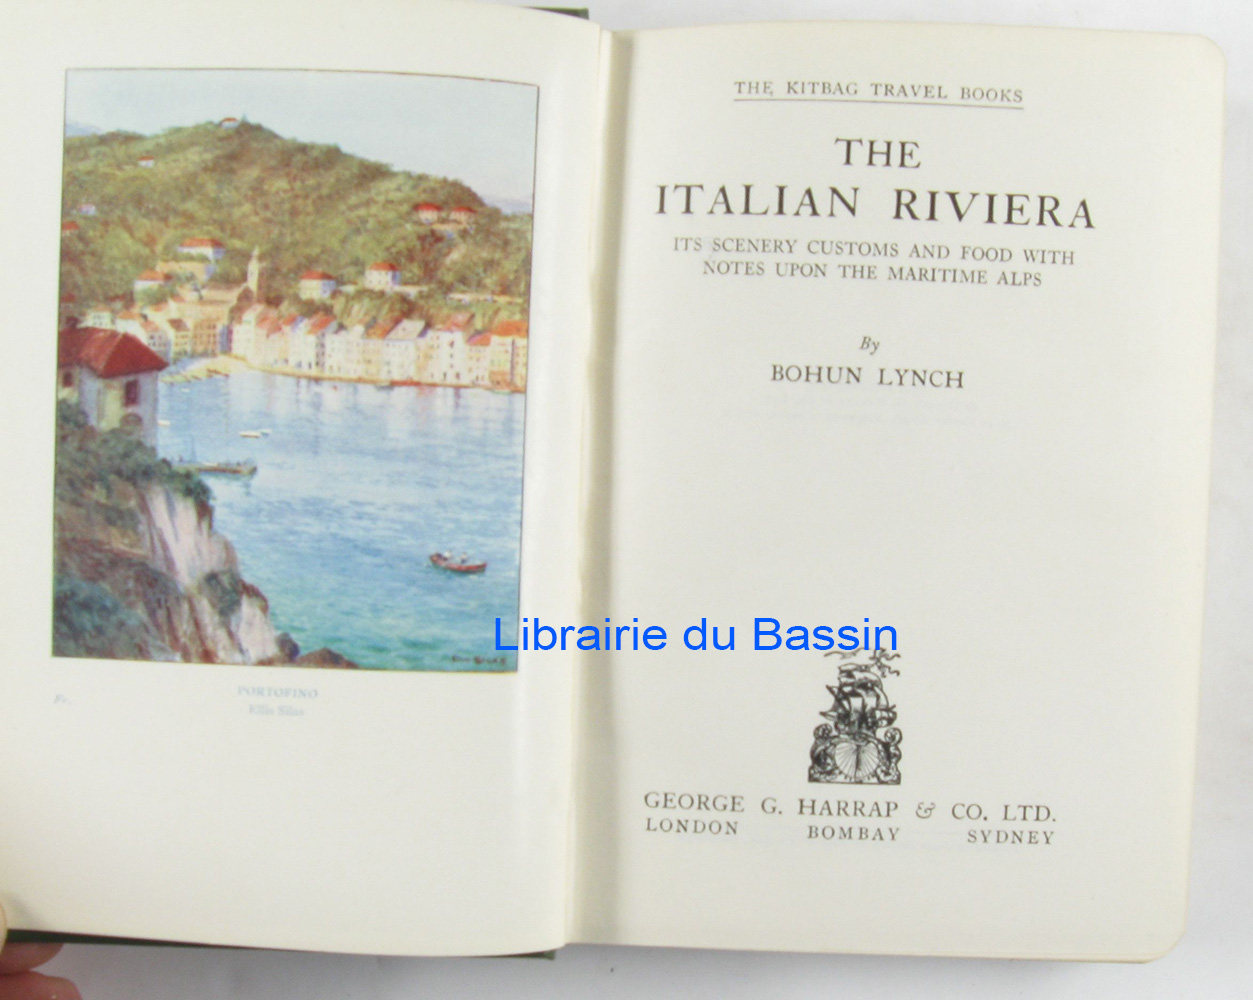 Fr.
PORTOFINO
Ellis Silas
THE KITBAG TRAVEL BOOKS
THE
ITALIAN RIVIERA
ITS SCENERY CUSTOMS AND FOOD WITH
NOTES UPON THE MARITIME ALPS
By
BOHUN LYNCH
Librairie du Bassin
GEORGE G. HARRAP & CO. LTD.
LONDON BOMBAY SYDNEY